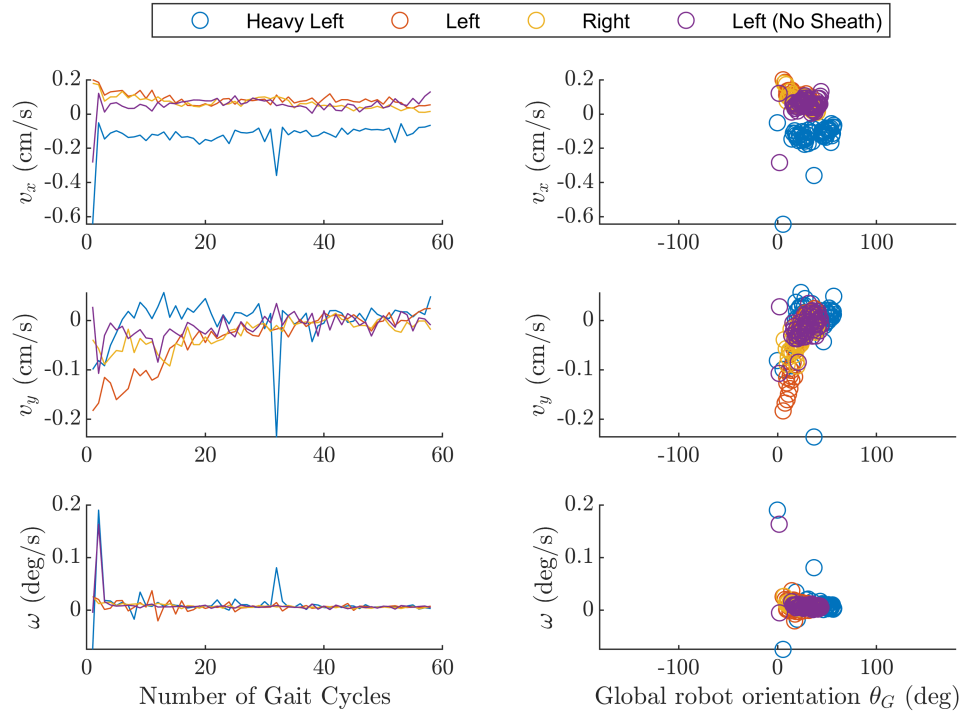 Heavy Left Left Right Left (No Sheath)
0.2
0
-0.2
-0.4
-0.6
v_x (cm/s)
0 20 40 60
0.2
0
-0.2
-0.4
-0.6
v_x (cm/s)
-100 0 100
0
-0.1
-0.2
v_y (cm/s)
0 20 40 60
0
-0.1
-0.2
v_y (cm/s)
-100 0 100
0.2
0.1
0
ω (deg/s)
0 20 40 60
Number of Gait Cycles
0.2
0.1
0
ω (deg/s)
-100 0 100
Global robot orientation θ_G (deg)